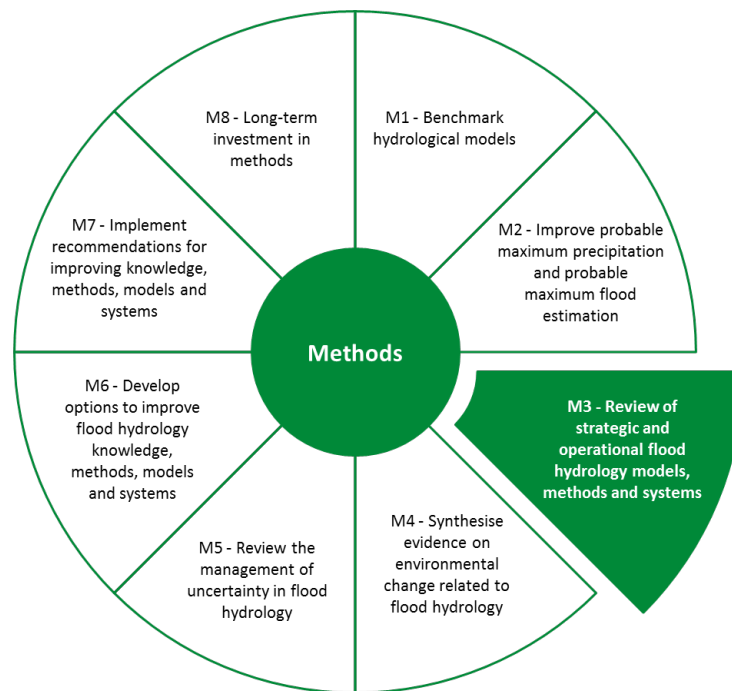 M8 - Long-term
investment in
methods
M1 - Benchmark
hydrological models
M2 - Improve probable
maximum precipitation
and probable
maximum flood
estimation
M3 - Review of
strategic and
operational flood
hydrology models,
methods and systems
M4 - Synthesise
evidence on
environmental
change related to
flood hydrology
M5 - Review the
management of
uncertainty in flood
hydrology
M6 - Develop
options to improve
flood hydrology
knowledge,
methods, models
and systems
M7 - Implement
recommendations for
improving knowledge,
methods, models and
systems
Methods